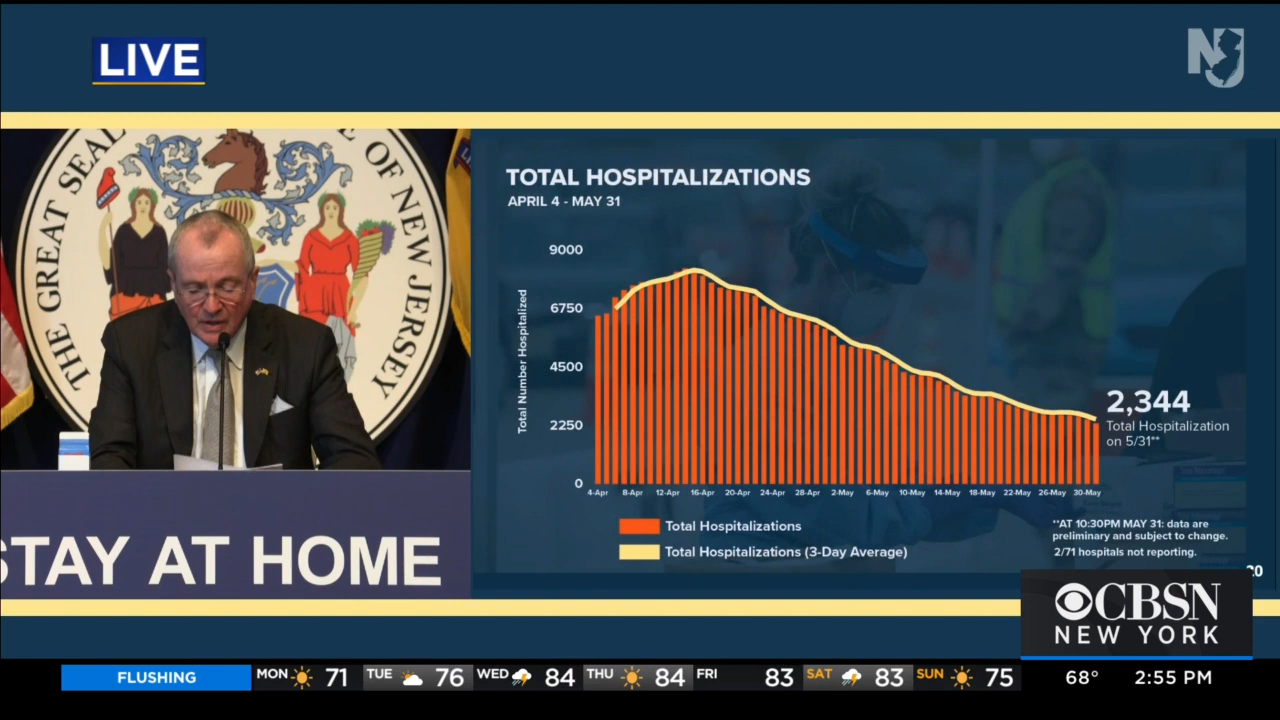 LIVE
NJ
THE GREAT SEAL
E OF NEW JERSEY
STAY AT HOME
TOTAL HOSPITALIZATIONS
APRIL 4 - MAY 31
Total Number Hospitalized
9000
6750
4500
2250
0
4-Apr 8-Apr 12-Apr 16-Apr 20-Apr 24-Apr 28-Apr 2-May 6-May 10-May 14-May 18-May 22-May 26-May 30-May
2,344
Total Hospitalization
on 5/31**
Total Hospitalizations
Total Hospitalizations (3-Day Average)
**AT 10:30PM MAY 31: data are
preliminary and subject to change.
2/71 hospitals not reporting.
CBSN
NEW YORK
FLUSHING MON 71 TUE 76 WED 84 THU 84 FRI 83 SAT 83 SUN 75 68° 2:55 PM